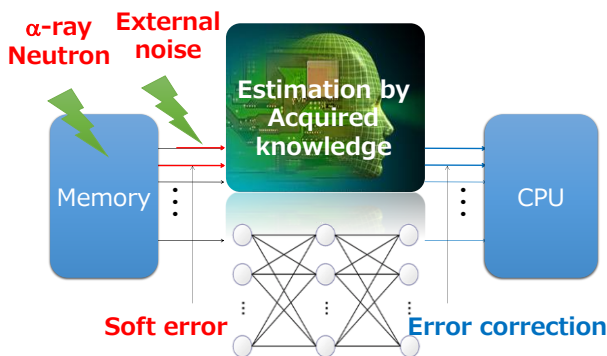 α-ray
Neutron
External
noise
Estimation by
Acquired
knowledge
Memory
CPU
Soft error
Error correction